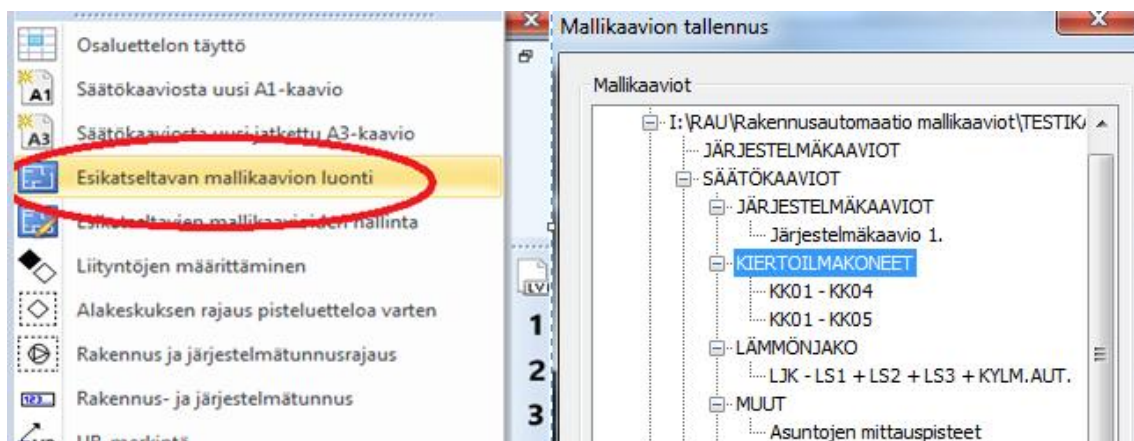 Osaluettelon täyttö
A1
Säätökaaviosta uusi A1-kaavio
A3
Säätökaaviosta uusi jatkettu A3-kaavio
Esikatseltavan mallikaavion luonti
Esikatseltavien mallikaavioiden hallinta
Liityntöjen määrittäminen
Alakeskuksen rajaus pisteluetteloa varten
Rakennus ja järjestelmätunnusrajaus
123
Rakennus- ja järjestelmätunnus
1
2
3
Mallikaavion tallennus
Mallikaaviot
I:\RAU\Rakennusautomaatio mallikaaviot\TESTIK
JÄRJESTELMÄKAAVIOT
SÄÄTÖKAAVIOT
JÄRJESTELMÄKAAVIOT
Järjestelmäkaavio 1.
KIERTOILMAKONEET
KK01 - KK04
KK01 - KK05
LÄMMÖNJAKO
LJK - LS1 + LS2 + LS3 + KYLM.AUT.
MUUT
Asuntojen mittauspisteet